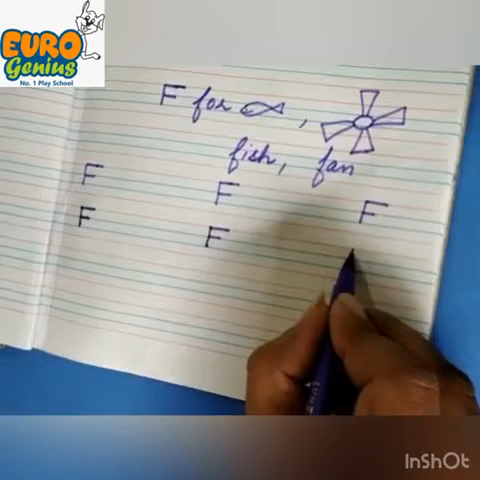 EURO
Genius
No. 1 Play School
F for ,
fish, fan
F F F
F F
InShOt